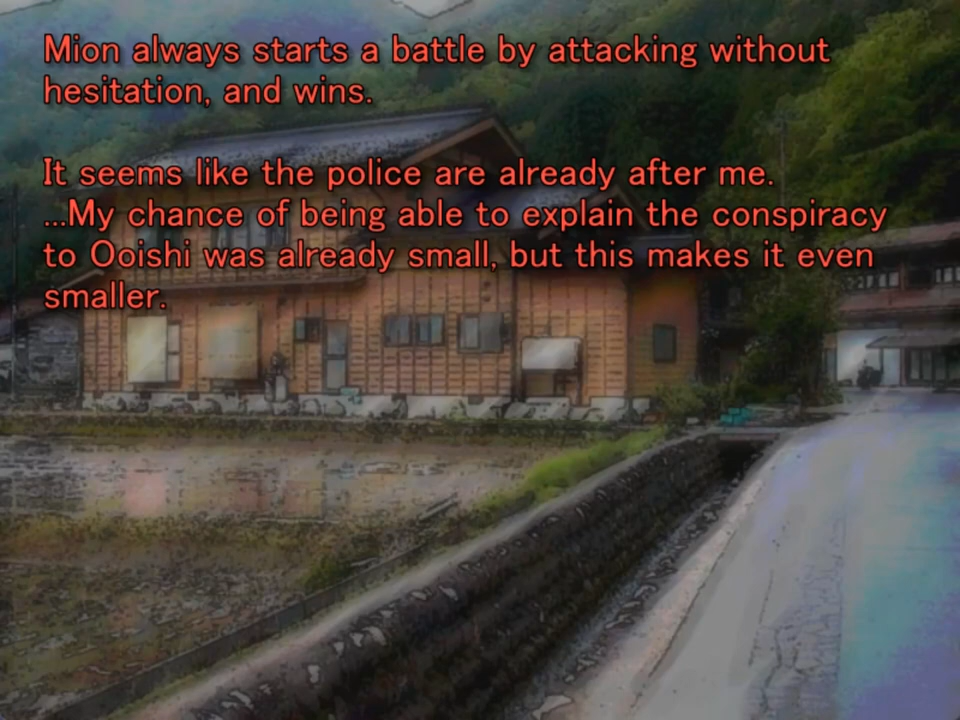 Mion always starts a battle by attacking without
hesitation, and wins.
It seems like the police are already after me.
...My chance of being able to explain the conspiracy
to Ooishi was already small, but this makes it even
smaller.